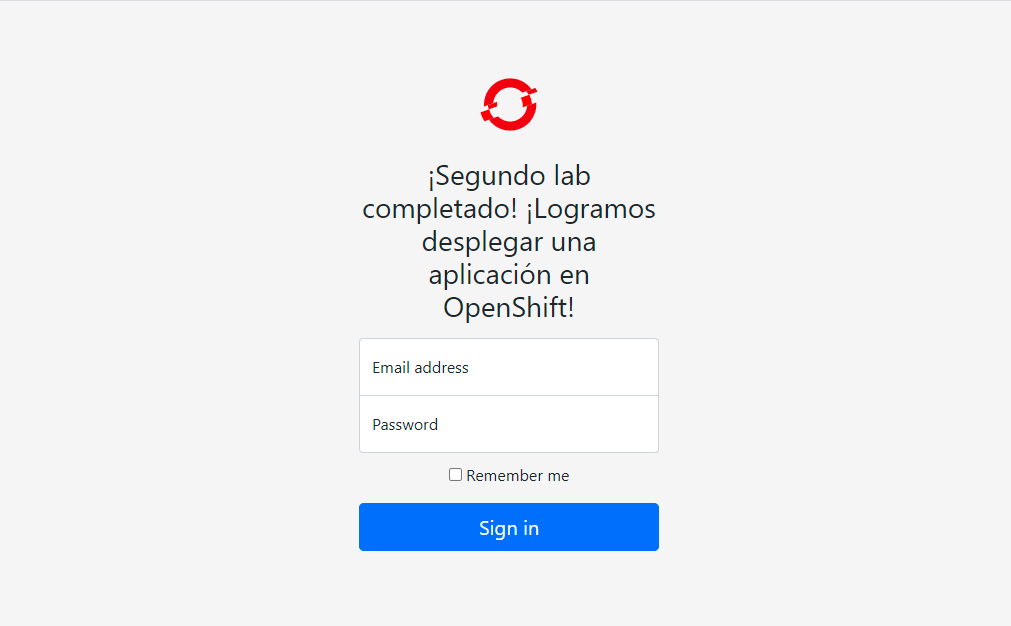 ¡Segundo lab
completado! ¡Logramos
desplegar una
aplicación en
OpenShift!
Email address
Password
Remember me
Sign in